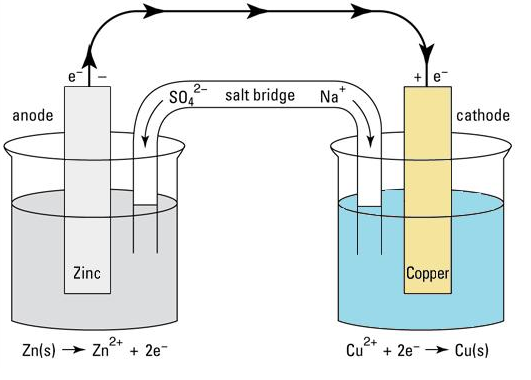 e⁻ −
+ e⁻
SO₄²⁻ salt bridge Na⁺
anode
cathode
Zinc
Copper
Zn(s) → Zn²⁺ + 2e⁻
Cu²⁺ + 2e⁻ → Cu(s)